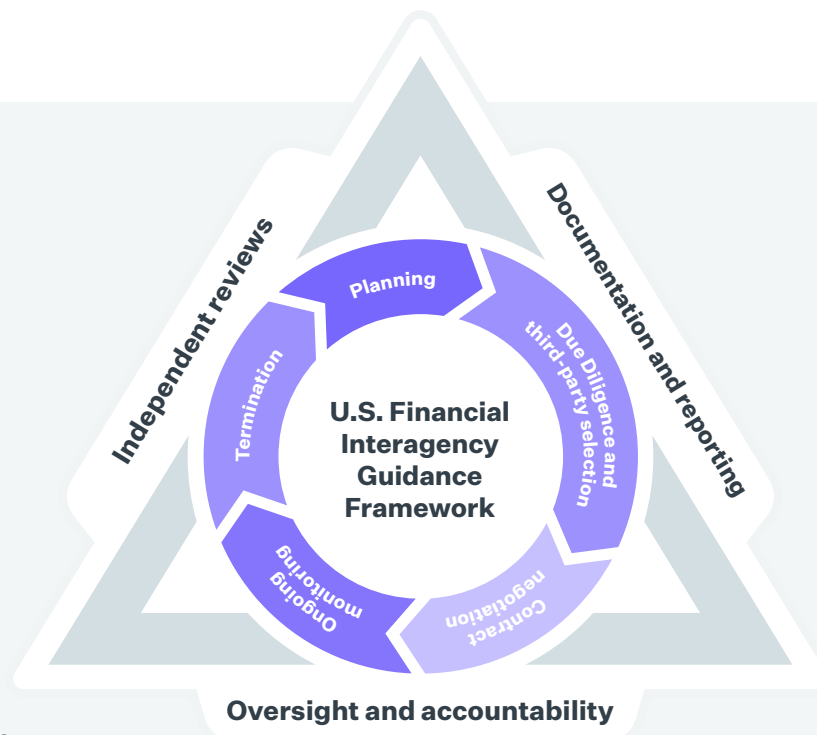 Independent reviews
Documentation and reporting
Planning
Due Diligence and
third-party selection
Contract
negotiation
Ongoing
monitoring
Termination
U.S. Financial
Interagency
Guidance
Framework
Oversight and accountability